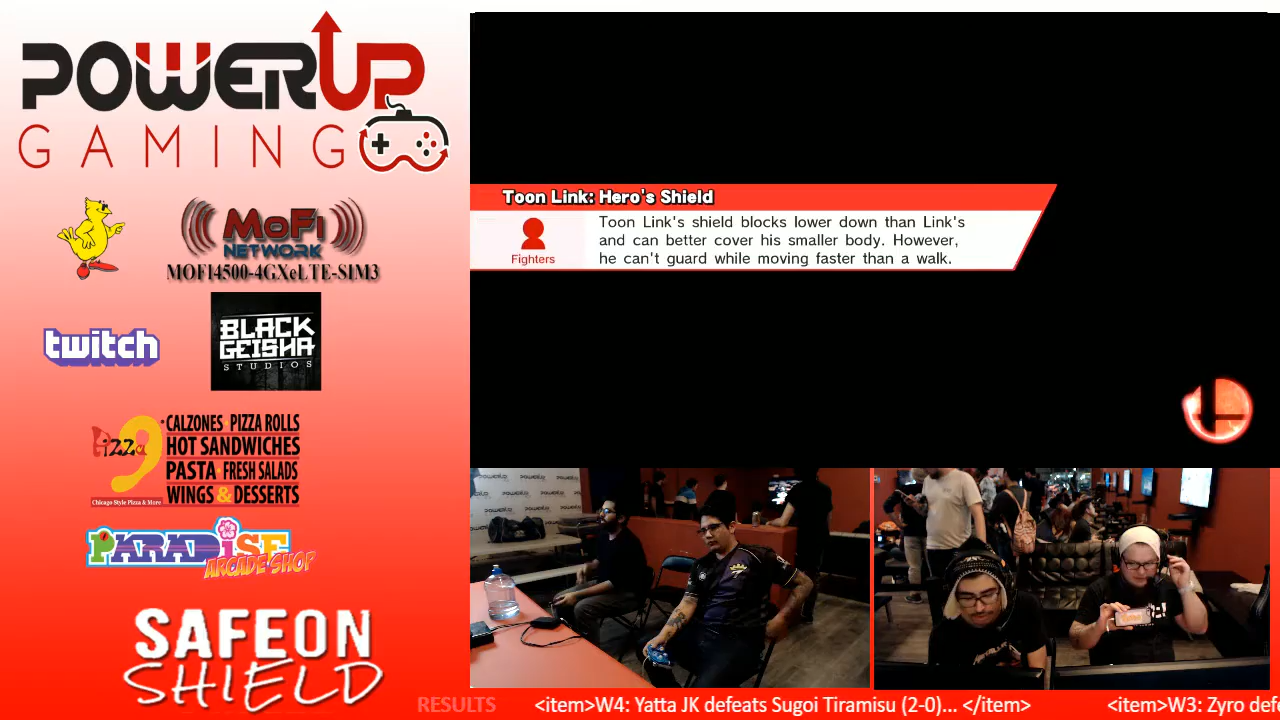 POWERUP
GAMING
MoFi
NETWORK
MOFI4500-4GXeLTE-SIM3
twitch
BLACK
GEISHA
STUDIOS
Pizza 9
Chicago Style Pizza & More
CALZONES · PIZZA ROLLS
HOT SANDWICHES
PASTA · FRESH SALADS
WINGS & DESSERTS
PARADISE
ARCADE SHOP
SAFEON
SHIELD
Toon Link: Hero's Shield
Fighters
Toon Link's shield blocks lower down than Link's
and can better cover his smaller body. However,
he can't guard while moving faster than a walk.
POWERUP
RESULTS
<item>W4: Yatta JK defeats Sugoi Tiramisu (2-0)... </item>
<item>W3: Zyro defe